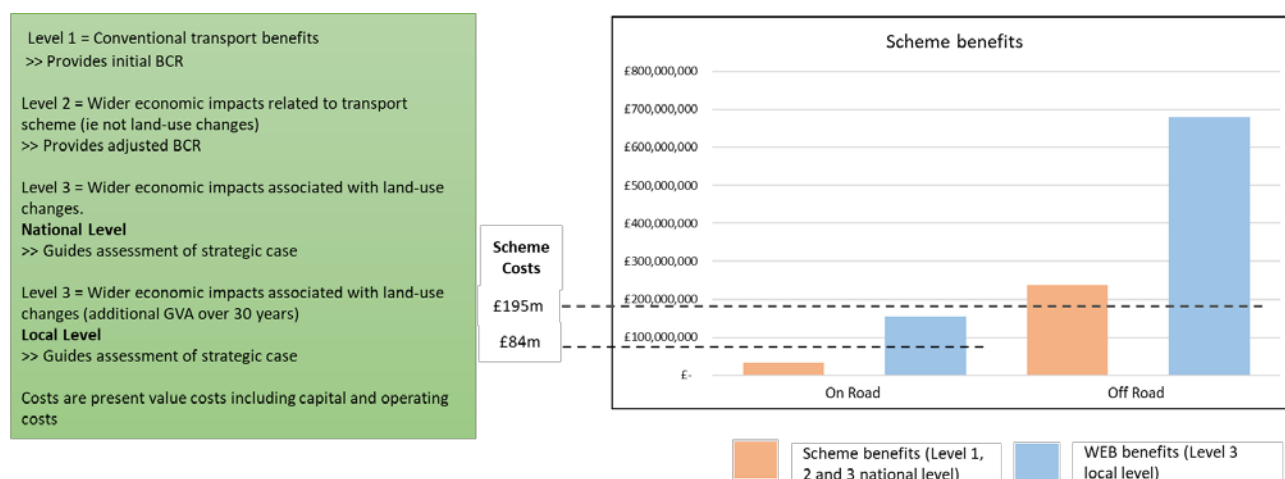 Level 1 = Conventional transport benefits
>> Provides initial BCR
Level 2 = Wider economic impacts related to transport
scheme (ie not land-use changes)
>> Provides adjusted BCR
Level 3 = Wider economic impacts associated with land-use
changes.
National Level
>> Guides assessment of strategic case
Level 3 = Wider economic impacts associated with land-use
changes (additional GVA over 30 years)
Local Level
>> Guides assessment of strategic case
Costs are present value costs including capital and operating
costs
Scheme
Costs
£195m
£84m
Scheme benefits
£800,000,000
£700,000,000
£600,000,000
£500,000,000
£400,000,000
£300,000,000
£200,000,000
£100,000,000
£-
On Road
Off Road
Scheme benefits (Level 1,
2 and 3 national level)
WEB benefits (Level 3
local level)